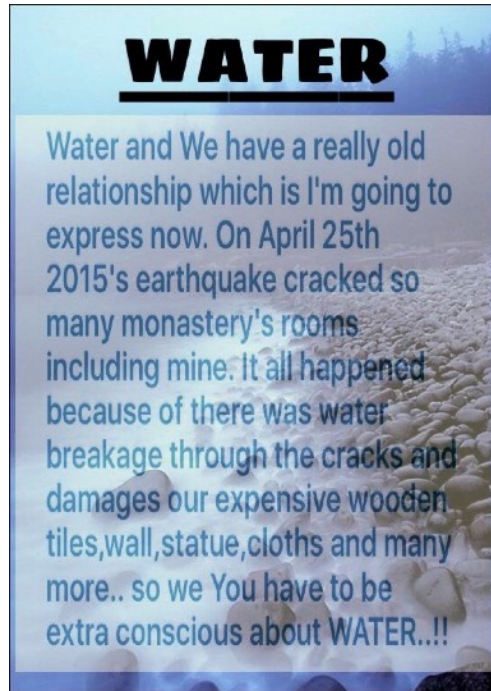 WATER
Water and We have a really old
relationship which is I'm going to
express now. On April 25th
2015's earthquake cracked so
many monastery's rooms
including mine. It all happened
because of there was water
breakage through the cracks and
damages our expensive wooden
tiles,wall,statue,cloths and many
more.. so we You have to be
extra conscious about WATER..!!